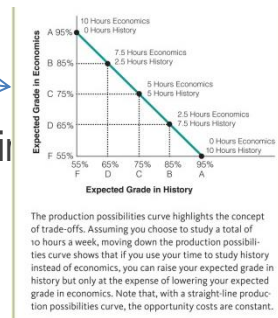 10 Hours Economics
A 95%
0 Hours History
7.5 Hours Economics
B 85%
2.5 Hours History
5 Hours Economics
C 75%
5 Hours History
2.5 Hours Economics
D 65%
7.5 Hours History
0 Hours Economics
F 55%
10 Hours History
Expected Grade in Economics
55% 65% 75% 85% 95%
F D C B A
Expected Grade in History
The production possibilities curve highlights the concept
of trade-offs. Assuming you choose to study a total of
10 hours a week, moving down the production possibili-
ties curve shows that if you use your time to study history
instead of economics, you can raise your expected grade in
history but only at the expense of lowering your expected
grade in economics. Note that, with a straight-line produc-
tion possibilities curve, the opportunity costs are constant.